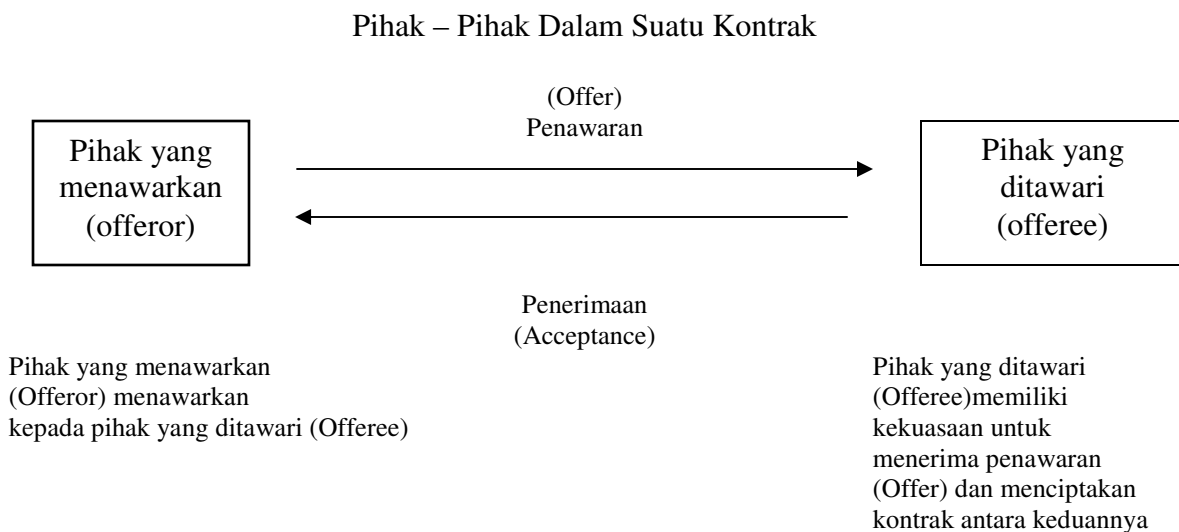 Pihak – Pihak Dalam Suatu Kontrak
(Offer)
Penawaran
Pihak yang
menawarkan
(offeror)
Pihak yang
ditawari
(offeree)
Penerimaan
(Acceptance)
Pihak yang menawarkan
(Offeror) menawarkan
kepada pihak yang ditawari (Offeree)
Pihak yang ditawari
(Offeree)memiliki
kekuasaan untuk
menerima penawaran
(Offer) dan menciptakan
kontrak antara keduannya